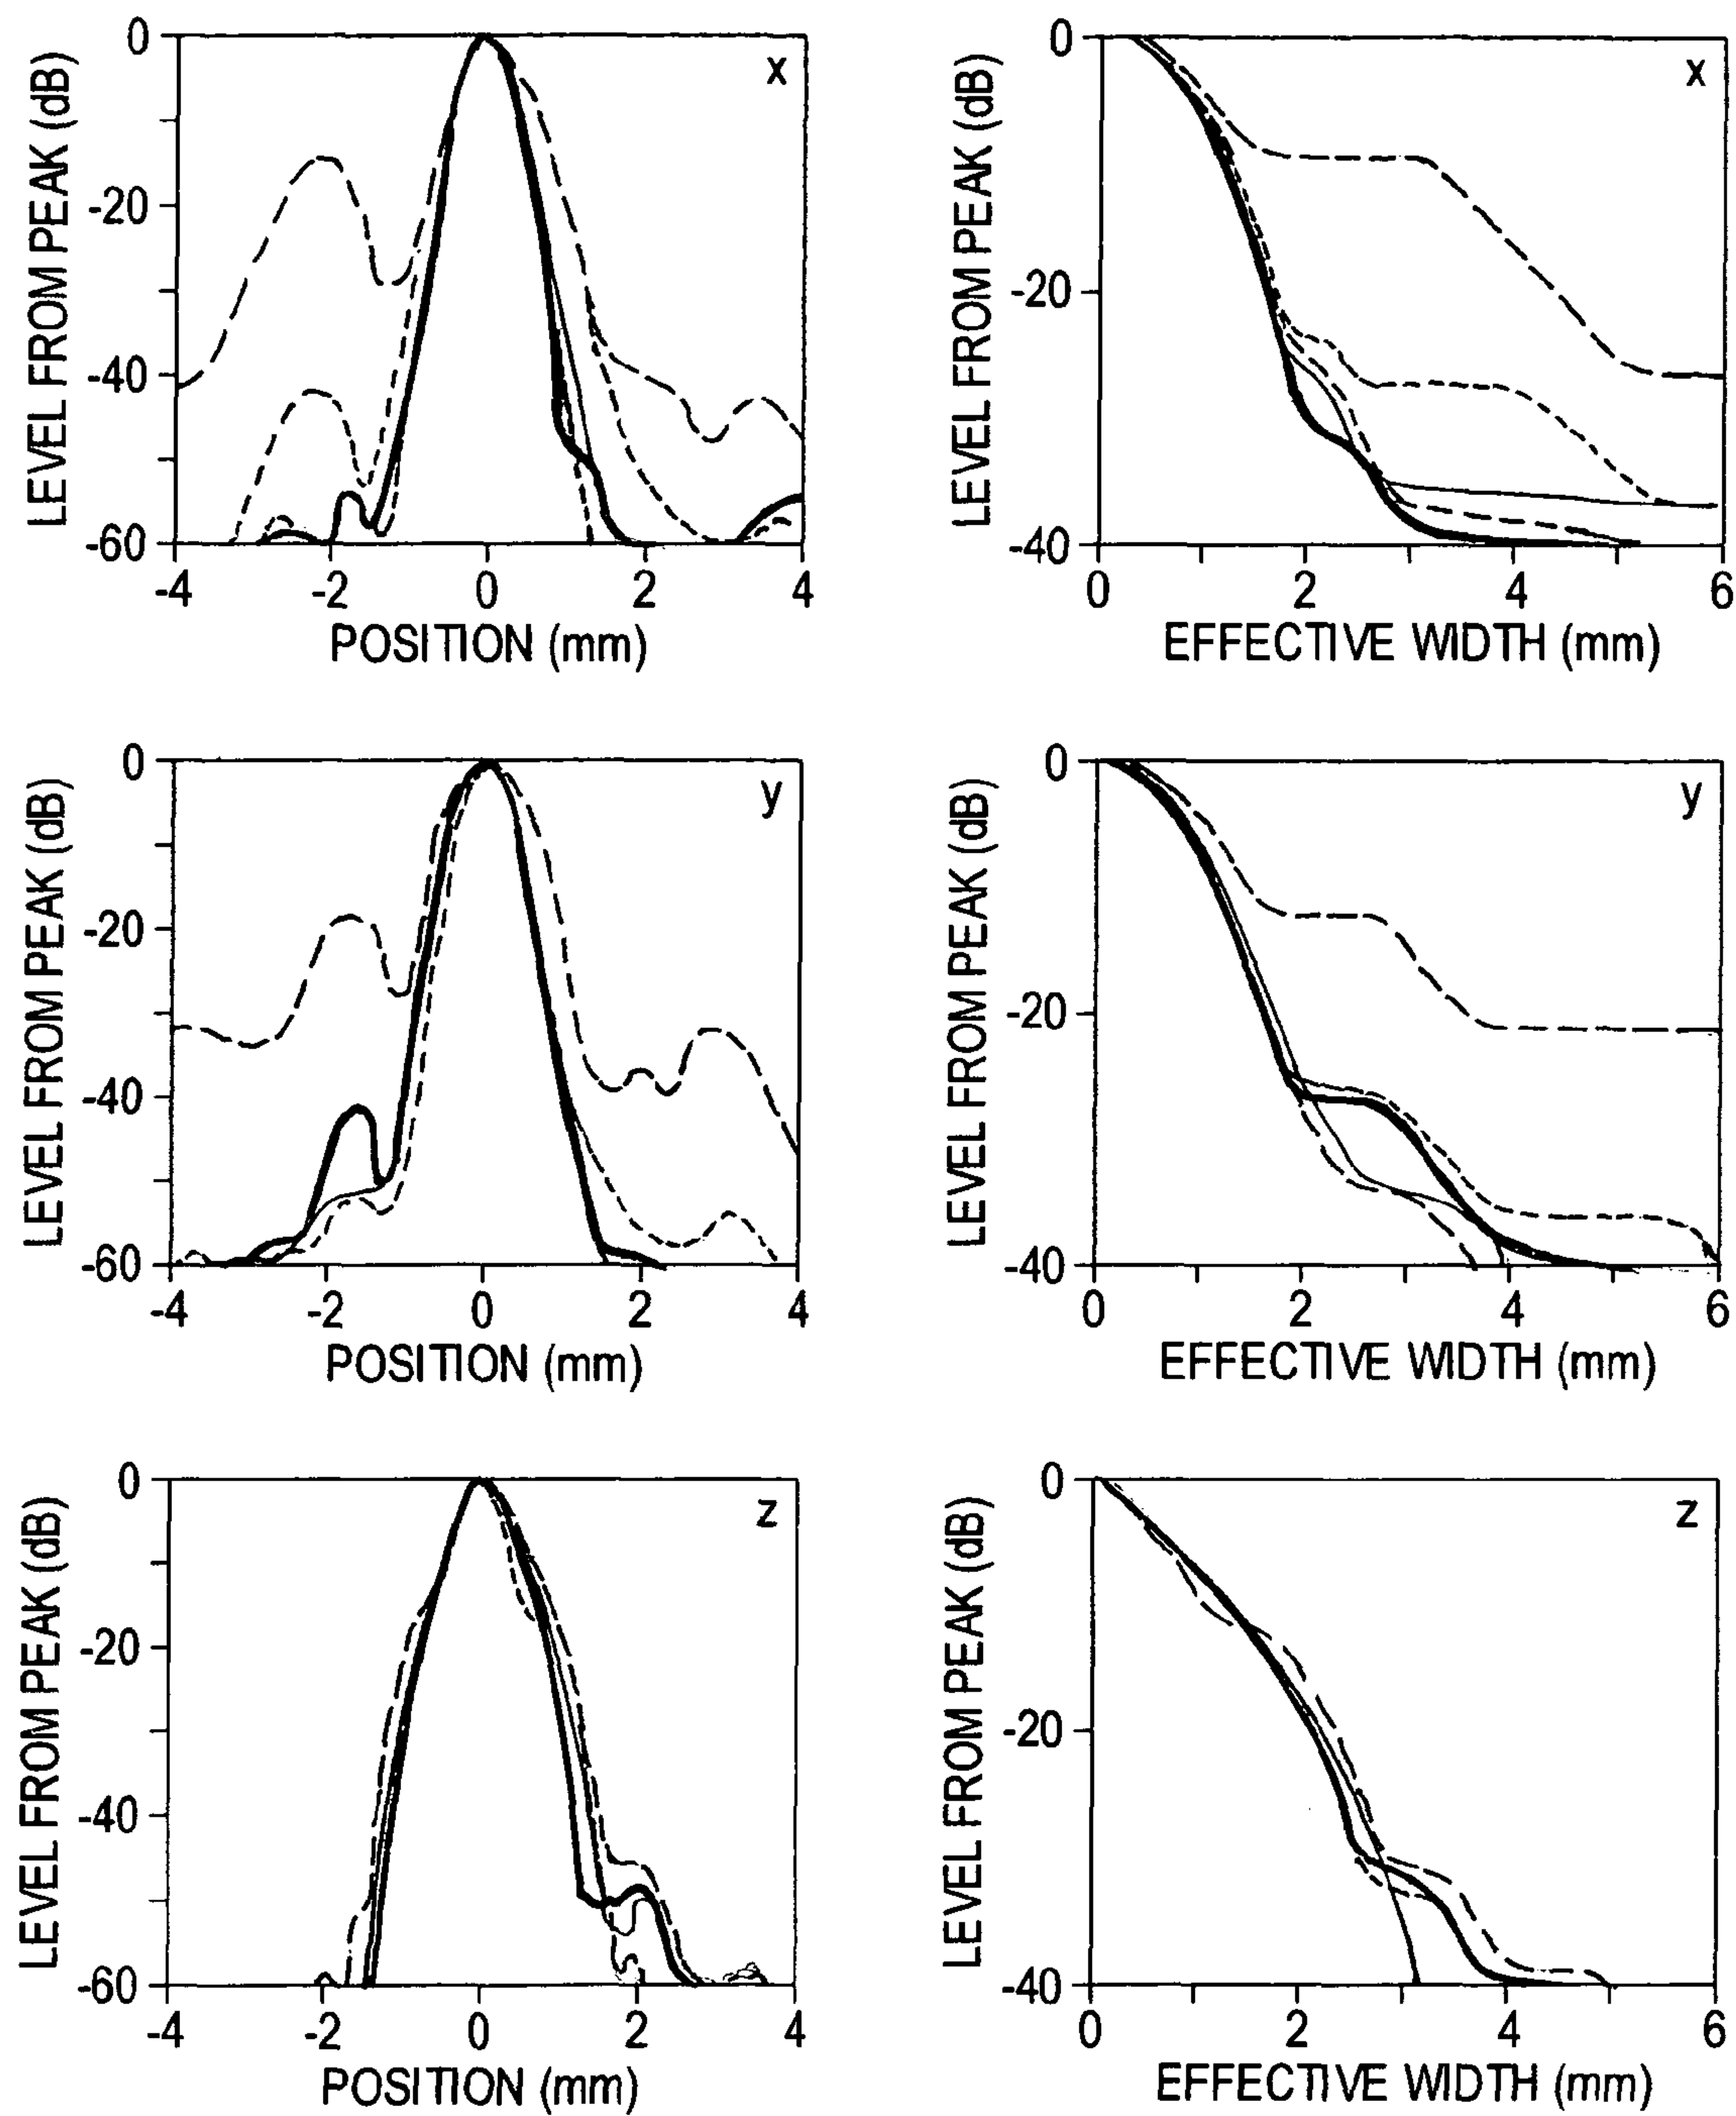 LEVEL FROM PEAK (dB)
0
-20
-40
-60
x
-4 -2 0 2 4
POSITION (mm)
LEVEL FROM PEAK (dB)
0
-20
-40
x
0 2 4 6
EFFECTIVE WIDTH (mm)
LEVEL FROM PEAK (dB)
0
-20
-40
-60
y
-4 -2 0 2 4
POSITION (mm)
LEVEL FROM PEAK (dB)
0
-20
-40
y
0 2 4 6
EFFECTIVE WIDTH (mm)
LEVEL FROM PEAK (dB)
0
-20
-40
-60
z
-4 -2 0 2 4
POSITION (mm)
LEVEL FROM PEAK (dB)
0
-20
-40
z
0 2 4 6
EFFECTIVE WIDTH (mm)